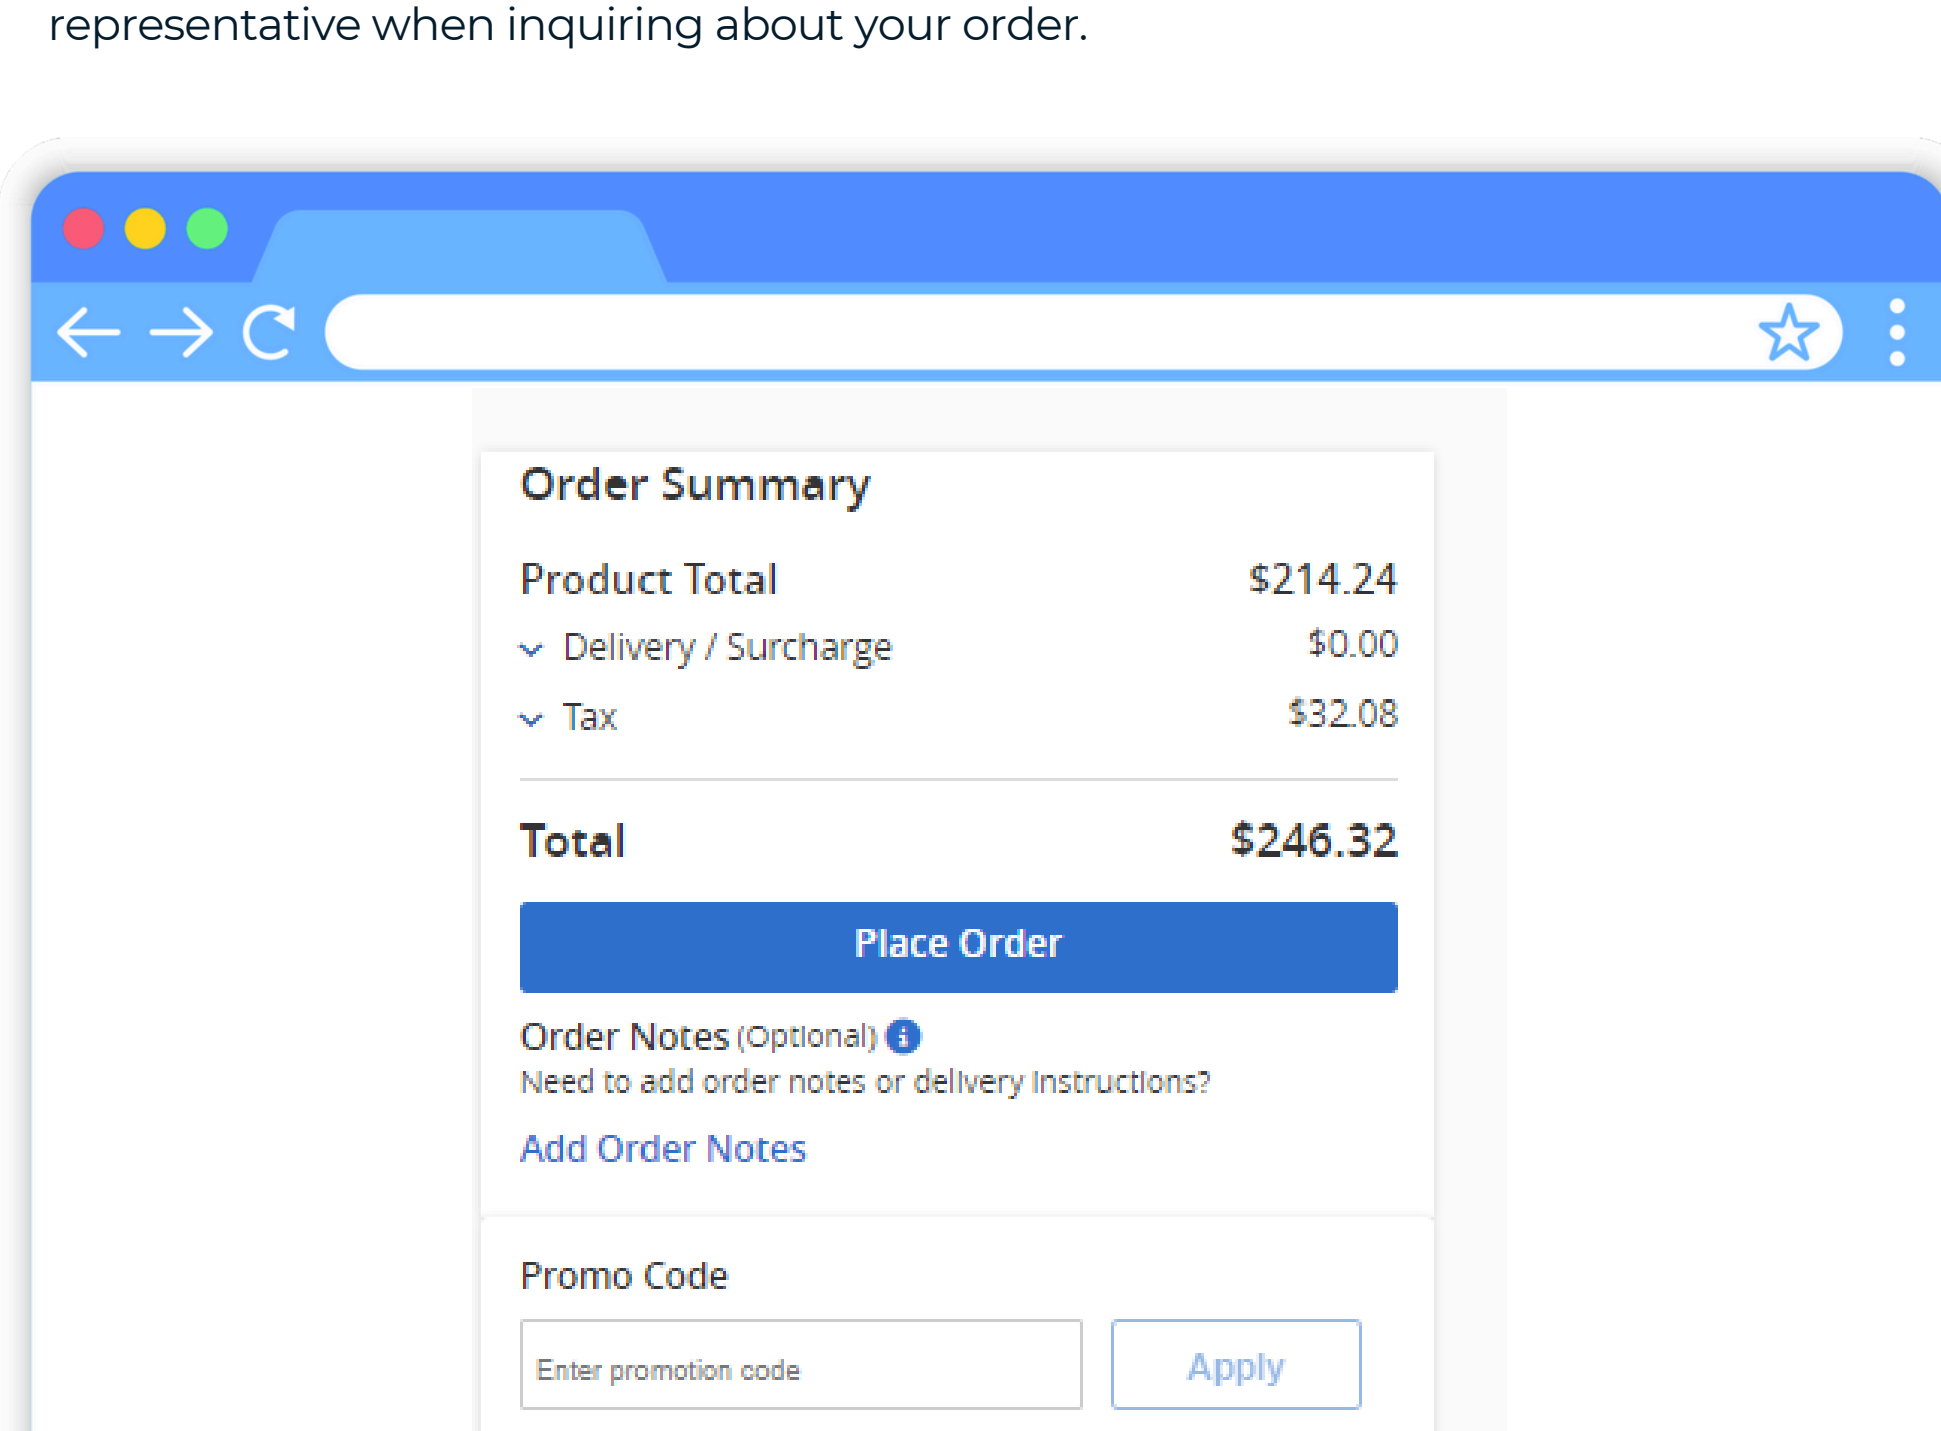 representative when inquiring about your order.
Order Summary
Product Total $214.24
Delivery / Surcharge $0.00
Tax $32.08
Total $246.32
Place Order
Order Notes (Optional) i
Need to add order notes or delivery instructions?
Add Order Notes
Promo Code
Enter promotion code Apply